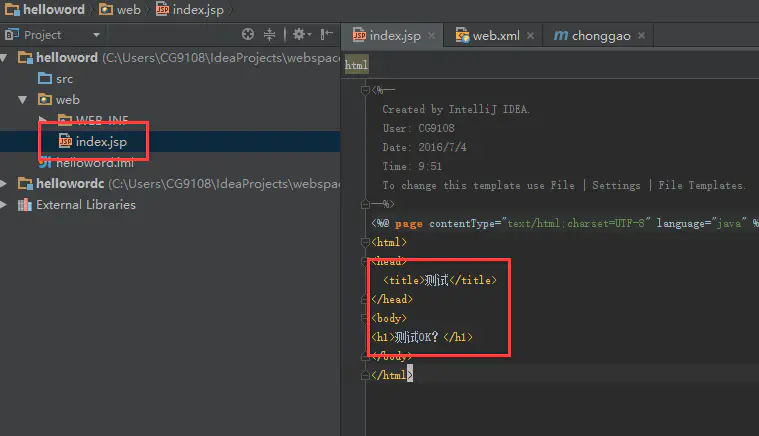 helloword web index.jsp
Project
helloword (C:\Users\CG9108\IdeaProjects\webspac
src
web
WEB-INF
index.jsp
helloword.iml
hellowordc (C:\Users\CG9108\IdeaProjects\webspac
External Libraries
index.jsp web.xml chonggao
html
<%--
Created by IntelliJ IDEA.
User: CG9108
Date: 2016/7/4
Time: 9:51
To change this template use File | Settings | File Templates.
--%>
<%@ page contentType="text/html;charset=UTF-8" language="java" %
<html>
<head>
<title>测试</title>
</head>
<body>
<h1>测试OK？</h1>
</body>
</html>